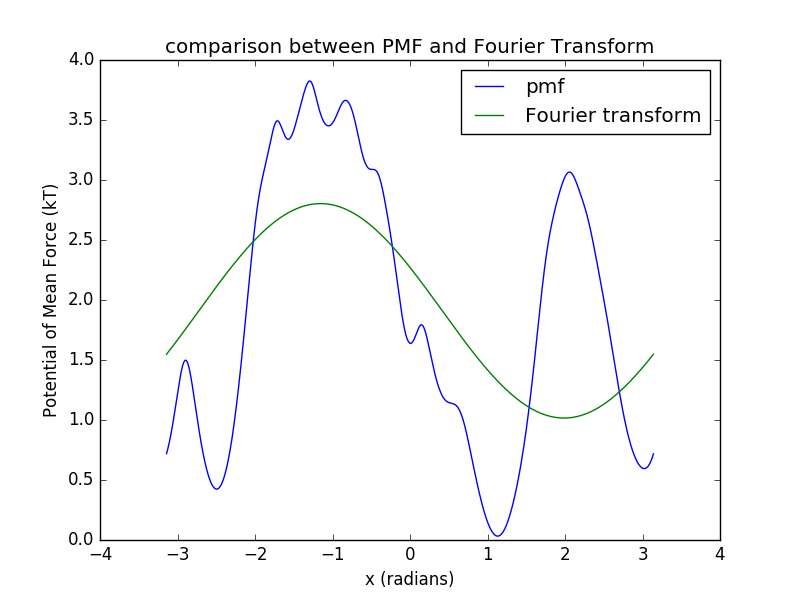 comparison between PMF and Fourier Transform
4.0
3.5
3.0
2.5
2.0
1.5
1.0
0.5
0.0
Potential of Mean Force (kT)
pmf
Fourier transform
−4 −3 −2 −1 0 1 2 3 4
x (radians)